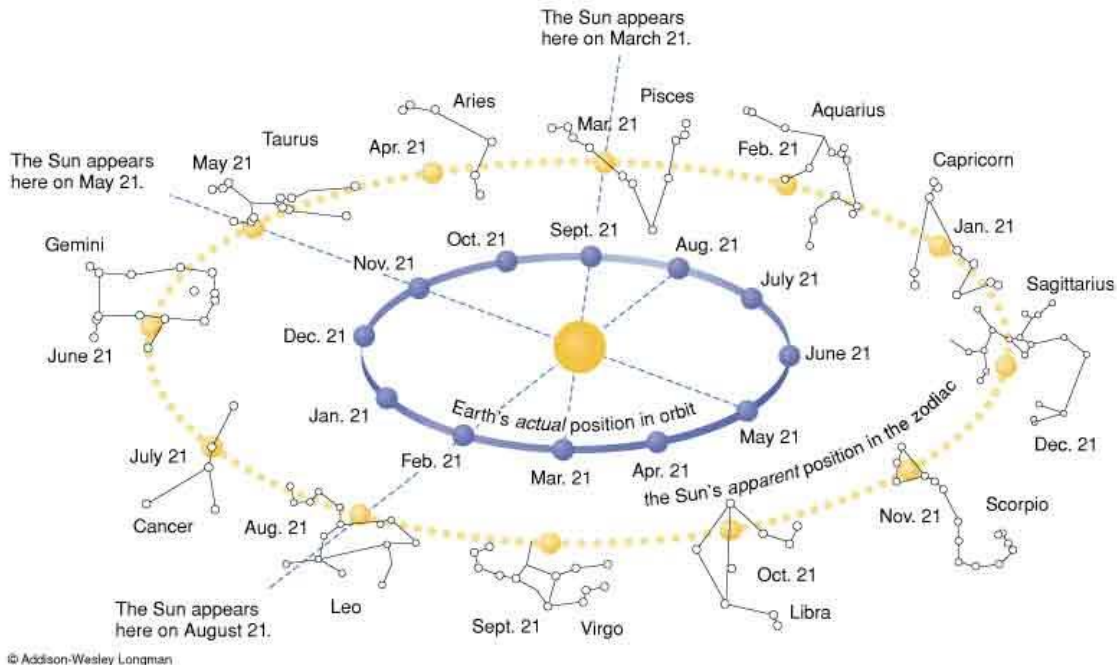 The Sun appears
here on March 21.
Aries
Pisces
Aquarius
Taurus
Apr. 21
Mar. 21
Feb. 21
Capricorn
May 21
The Sun appears
here on May 21.
Jan. 21
Gemini
Oct. 21
Sept. 21
Aug. 21
Nov. 21
July 21
Sagittarius
Dec. 21
June 21
June 21
Jan. 21
Earth's actual position in orbit
May 21
Feb. 21
Mar. 21
Apr. 21
the Sun's apparent position in the zodiac
Dec. 21
July 21
Cancer
Aug. 21
Nov. 21
Scorpio
Oct. 21
Leo
Libra
Sept. 21
Virgo
The Sun appears
here on August 21.
© Addison-Wesley Longman